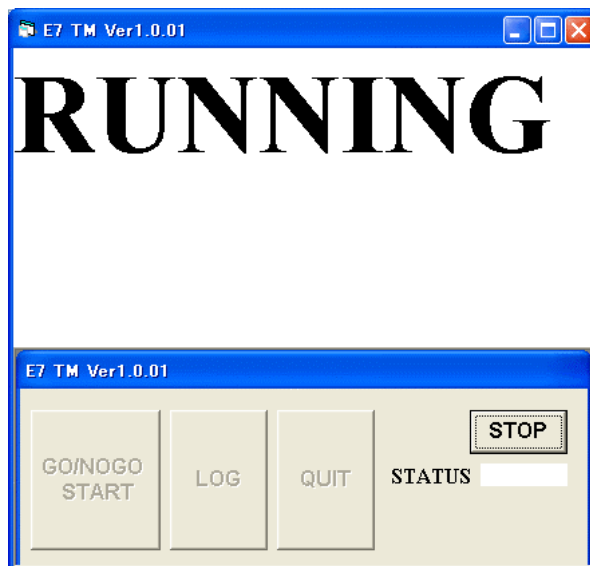 E7 TM Ver1.0.01
RUNNING
E7 TM Ver1.0.01
GO/NOGO
START
LOG
QUIT
STOP
STATUS